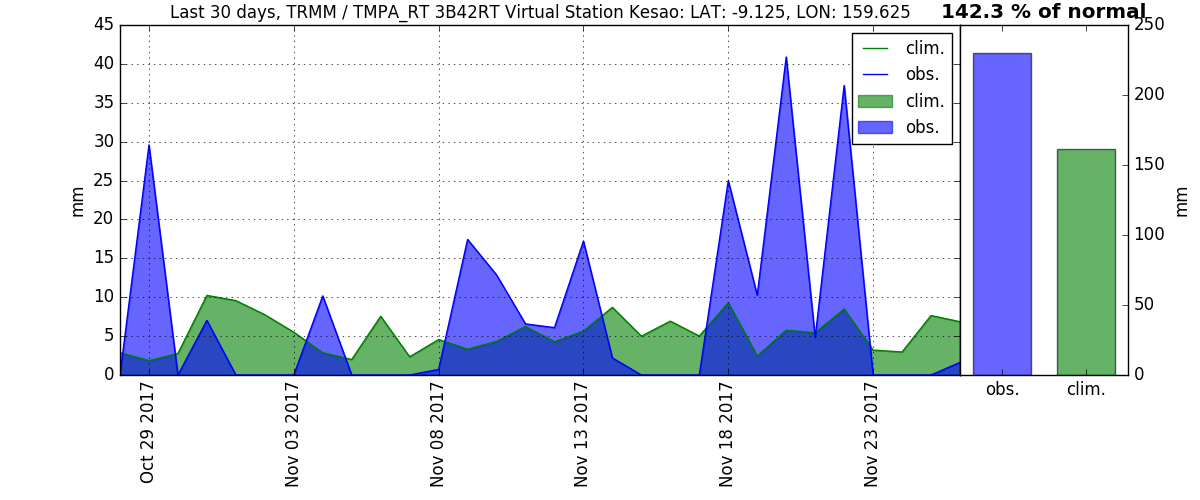 Last 30 days, TRMM / TMPA_RT 3B42RT Virtual Station Kesao: LAT: -9.125, LON: 159.625
142.3 % of normal
45
40
35
30
25
20
15
10
5
0
mm
clim.
obs.
clim.
obs.
Oct 29 2017
Nov 03 2017
Nov 08 2017
Nov 13 2017
Nov 18 2017
Nov 23 2017
250
200
150
100
50
0
mm
obs.
clim.